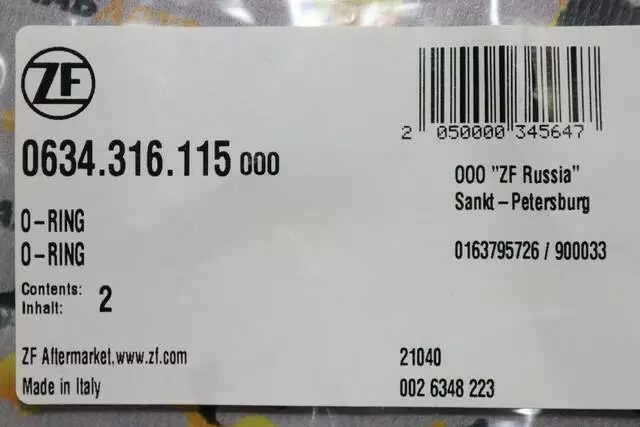 ZF
0634.316.115 000
O-RING
O-RING
Contents:
Inhalt: 2
ZF Aftermarket, www.zf.com
Made in Italy
2 050000 345647
OOO "ZF Russia"
Sankt-Petersburg
0163795726 / 900033
21040
002 6348 223